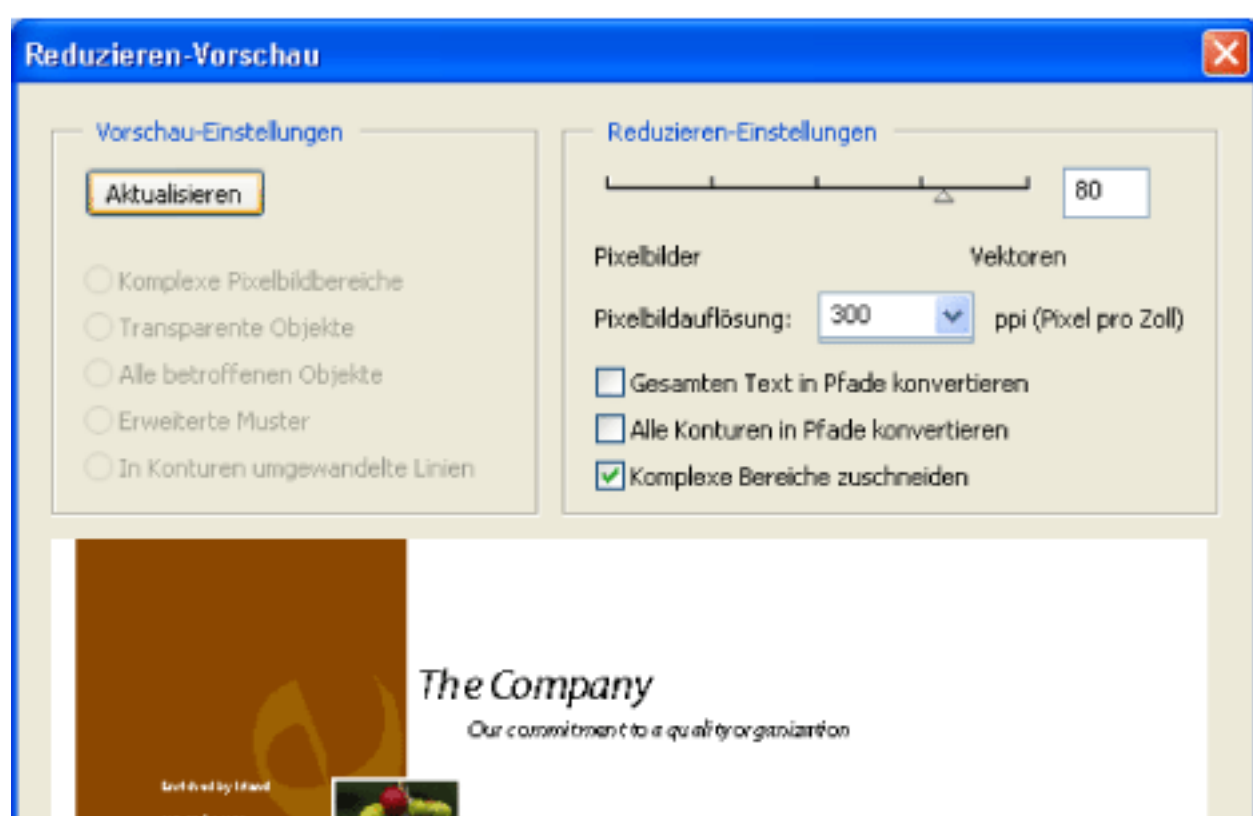 Reduzieren-Vorschau
Vorschau-Einstellungen
Aktualisieren
Komplexe Pixelbildbereiche
Transparente Objekte
Alle betroffenen Objekte
Erweiterte Muster
In Konturen umgewandelte Linien
Reduzieren-Einstellungen
80
Pixelbilder Vektoren
Pixelbildauflösung: 300 ppi (Pixel pro Zoll)
Gesamten Text in Pfade konvertieren
Alle Konturen in Pfade konvertieren
Komplexe Bereiche zuschneiden
The Company
Our commitment to a quality organization